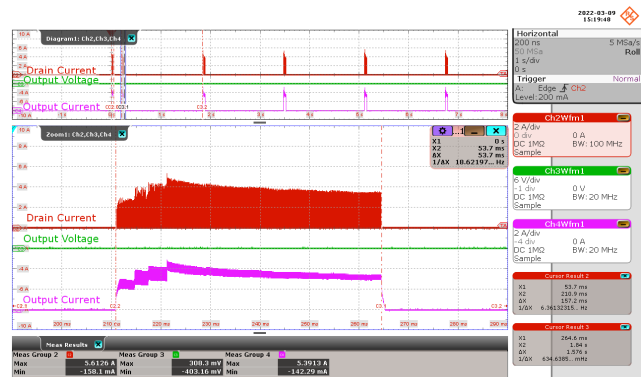 2022-03-09
15:19:48
Diagram1: Ch2,Ch3,Ch4
Drain Current
Output Voltage
Output Current
Horizontal
200 ns 5 MSa/s
50 MSa Roll
1 s/div
0 s
Trigger Normal
A: Edge Ch2
Level: 200 mA
Zoom1: Ch2,Ch3,Ch4
X1 0 s
X2 53.7 ms
ΔX 53.7 ms
1/ΔX 18.62197... Hz
Drain Current
Output Voltage
Output Current
200 ms 210 ms 220 ms 230 ms 240 ms 250 ms 260 ms 270 ms 280 ms 290 ms
Ch2Wfm1
2 A/div
0 div 0 A
DC 1MΩ BW: 100 MHz
Sample
Ch3Wfm1
6 V/div
-1 div 0 V
DC 1MΩ BW: 20 MHz
Sample
Ch4Wfm1
2 A/div
-4 div 0 A
DC 1MΩ BW: 20 MHz
Sample
Cursor Result 2
X1 53.7 ms
X2 210.9 ms
ΔX 157.2 ms
1/ΔX 6.36132315... Hz
Cursor Result 3
X1 264.6 ms
X2 1.84 s
ΔX 1.576 s
1/ΔX 634.6385... mHz
Meas Results
Meas Group 2 Meas Group 3 Meas Group 4
Max 5.6126 A Max 308.3 mV Max 5.3913 A
Min -158.1 mA Min -403.16 mV Min -142.29 mA